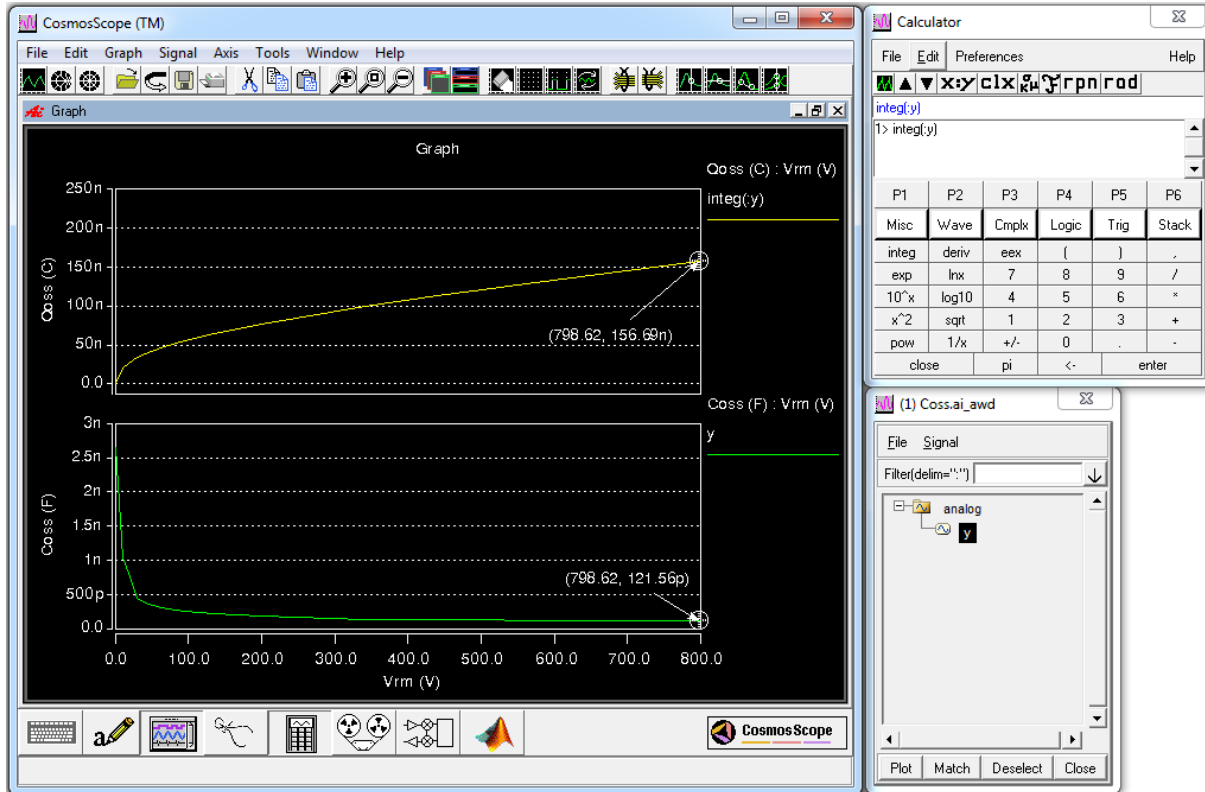 CosmosScope (TM)
File Edit Graph Signal Axis Tools Window Help
Graph
Graph
Qoss (C) : Vrm (V)
integ(:y)
250n
200n
150n
100n
50n
0.0
Qoss (C)
(798.62, 156.69n)
Coss (F) : Vrm (V)
y
3n
2.5n
2n
1.5n
1n
500p
0.0
Coss (F)
(798.62, 121.56p)
0.0 100.0 200.0 300.0 400.0 500.0 600.0 700.0 800.0
Vrm (V)
a
CosmosScope
Calculator
File Edit Preferences Help
x:y clx rpn rad
integ(:y)
1> integ(:y)
P1 P2 P3 P4 P5 P6
Misc Wave Cmplx Logic Trig Stack
integ deriv eex ( ) ,
exp lnx 7 8 9 /
10^x log10 4 5 6 *
x^2 sqrt 1 2 3 +
pow 1/x +/- 0 . -
close pi <- enter
(1) Coss.ai_awd
File Signal
Filter(delim=":")
analog
y
Plot Match Deselect Close